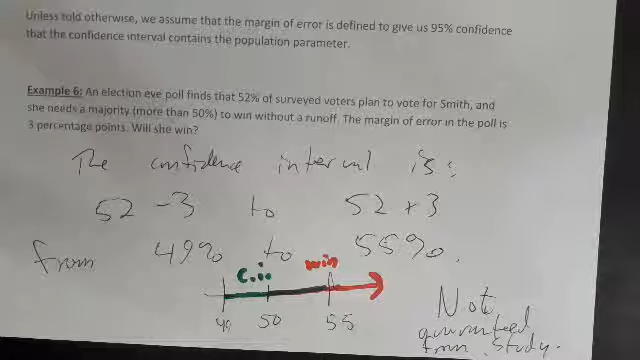 Unless told otherwise, we assume that the margin of error is defined to give us 95% confidence
that the confidence interval contains the population parameter.
Example 6: An election eve poll finds that 52% of surveyed voters plan to vote for Smith, and
she needs a majority (more than 50%) to win without a runoff. The margin of error in the poll is
3 percentage points. Will she win?
The confidence interval is:
52 - 3 to 52 + 3
from 49% to 55%.
C.i. win
49 50 55
Not
guaranteed
from study.